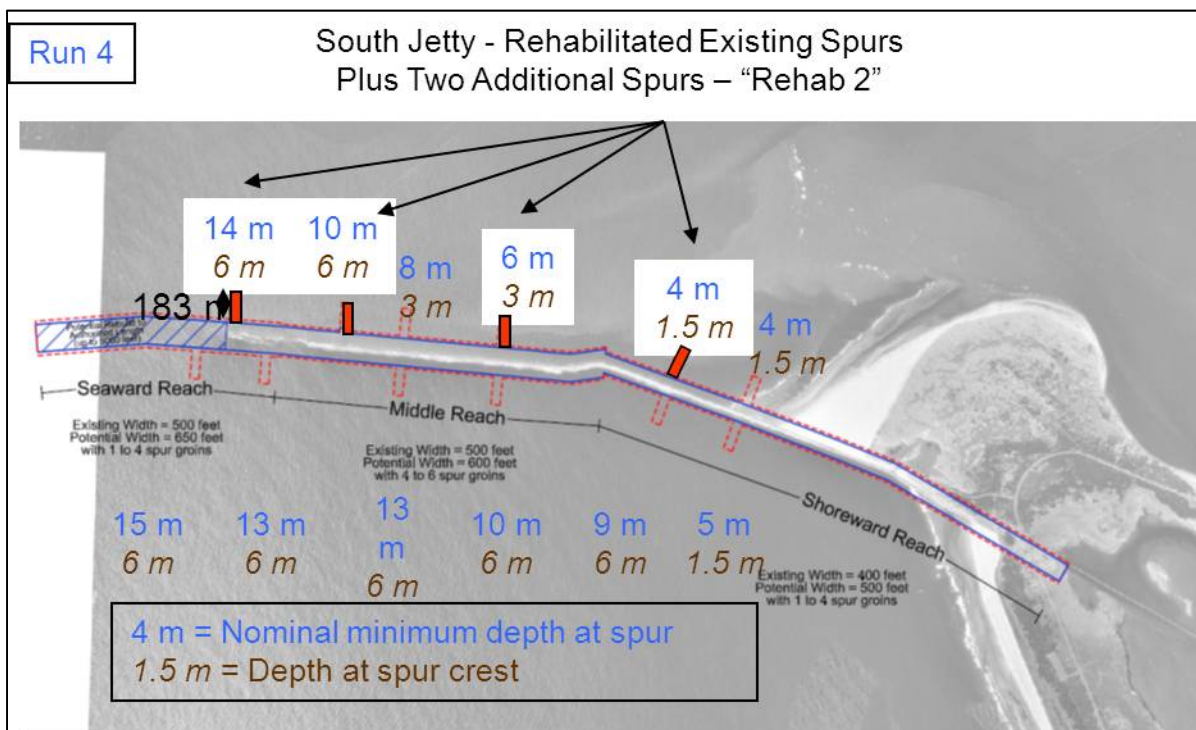 Run 4
South Jetty - Rehabilitated Existing Spurs
Plus Two Additional Spurs – “Rehab 2”
14 m
6 m
10 m
6 m
8 m
3 m
6 m
3 m
4 m
1.5 m
4 m
1.5 m
183
Seaward Reach
Existing Width = 500 feet
Potential Width = 650 feet
with 1 to 4 spur groins
Middle Reach
Existing Width = 500 feet
Potential Width = 600 feet
with 4 to 6 spur groins
Shoreward Reach
Existing Width = 400 feet
Potential Width = 500 feet
with 1 to 4 spur groins
15 m
6 m
13 m
6 m
13
m
6 m
10 m
6 m
9 m
6 m
5 m
1.5 m
4 m = Nominal minimum depth at spur
1.5 m = Depth at spur crest